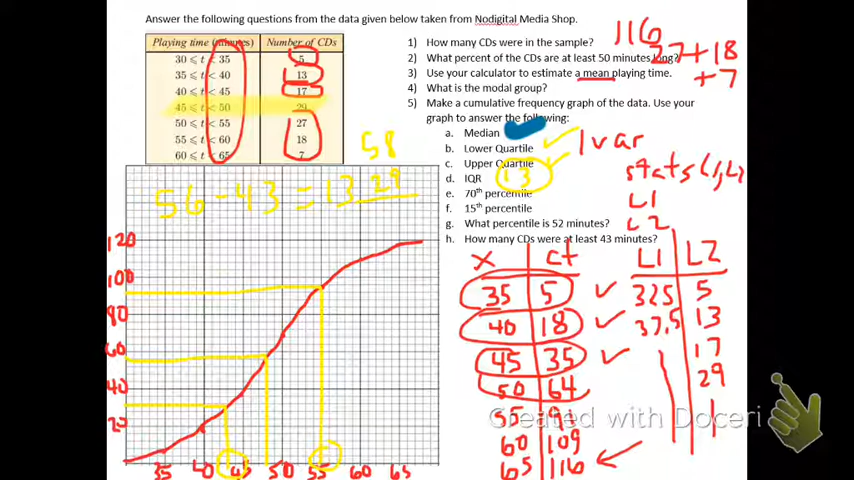 Answer the following questions from the data given below taken from Nodigital Media Shop.
Playing time (minutes) Number of CDs
30 ⩽ t < 35 5
35 ⩽ t < 40 13
40 ⩽ t < 45 17
45 ⩽ t < 50 29
50 ⩽ t < 55 27
55 ⩽ t < 60 18
60 ⩽ t < 65 7
1) How many CDs were in the sample? 116
2) What percent of the CDs are at least 50 minutes long? 27+18
+7
3) Use your calculator to estimate a mean playing time.
4) What is the modal group?
5) Make a cumulative frequency graph of the data. Use your
graph to answer the following:
a. Median
b. Lower Quartile
c. Upper Quartile
d. IQR 13
e. 70th percentile
f. 15th percentile
g. What percentile is 52 minutes?
h. How many CDs were at least 43 minutes?
1 var
stats L1, L2
L1
L2
58
29
56-43=13
120
100
80
60
40
20
35 40 45 50 55 60 65
x cf
35 5
40 18
45 35
50 64
55 91
60 109
65 116
L1 L2
32.5 5
37.5 13
17
29
Created with Doceri